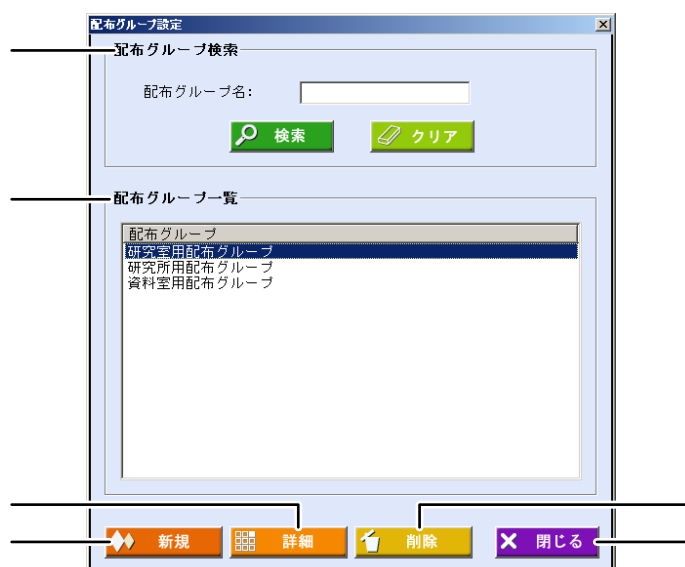 配布グループ設定
配布グループ検索
配布グループ名:
検索 クリア
配布グループ一覧
配布グループ
研究室用配布グループ
研究所用配布グループ
資料室用配布グループ
新規 詳細 削除 閉じる